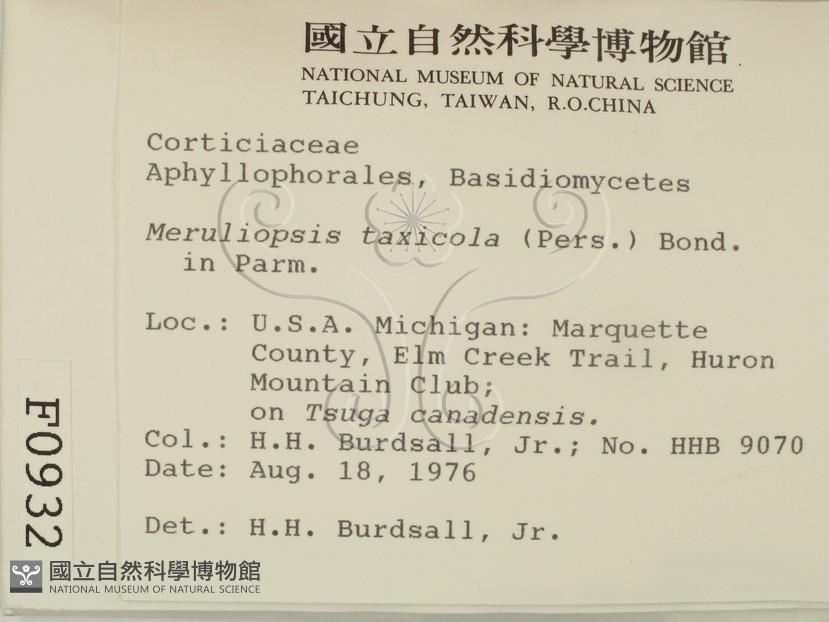 國立自然科學博物館
NATIONAL MUSEUM OF NATURAL SCIENCE
TAICHUNG, TAIWAN, R.O.CHINA
Corticiaceae
Aphyllophorales, Basidiomycetes
Meruliopsis taxicola (Pers.) Bond.
in Parm.
Loc.: U.S.A. Michigan: Marquette
County, Elm Creek Trail, Huron
Mountain Club;
on Tsuga canadensis.
Col.: H.H. Burdsall, Jr.; No. HHB 9070
Date: Aug. 18, 1976
Det.: H.H. Burdsall, Jr.
F0932
國立自然科學博物館
NATIONAL MUSEUM OF NATURAL SCIENCE